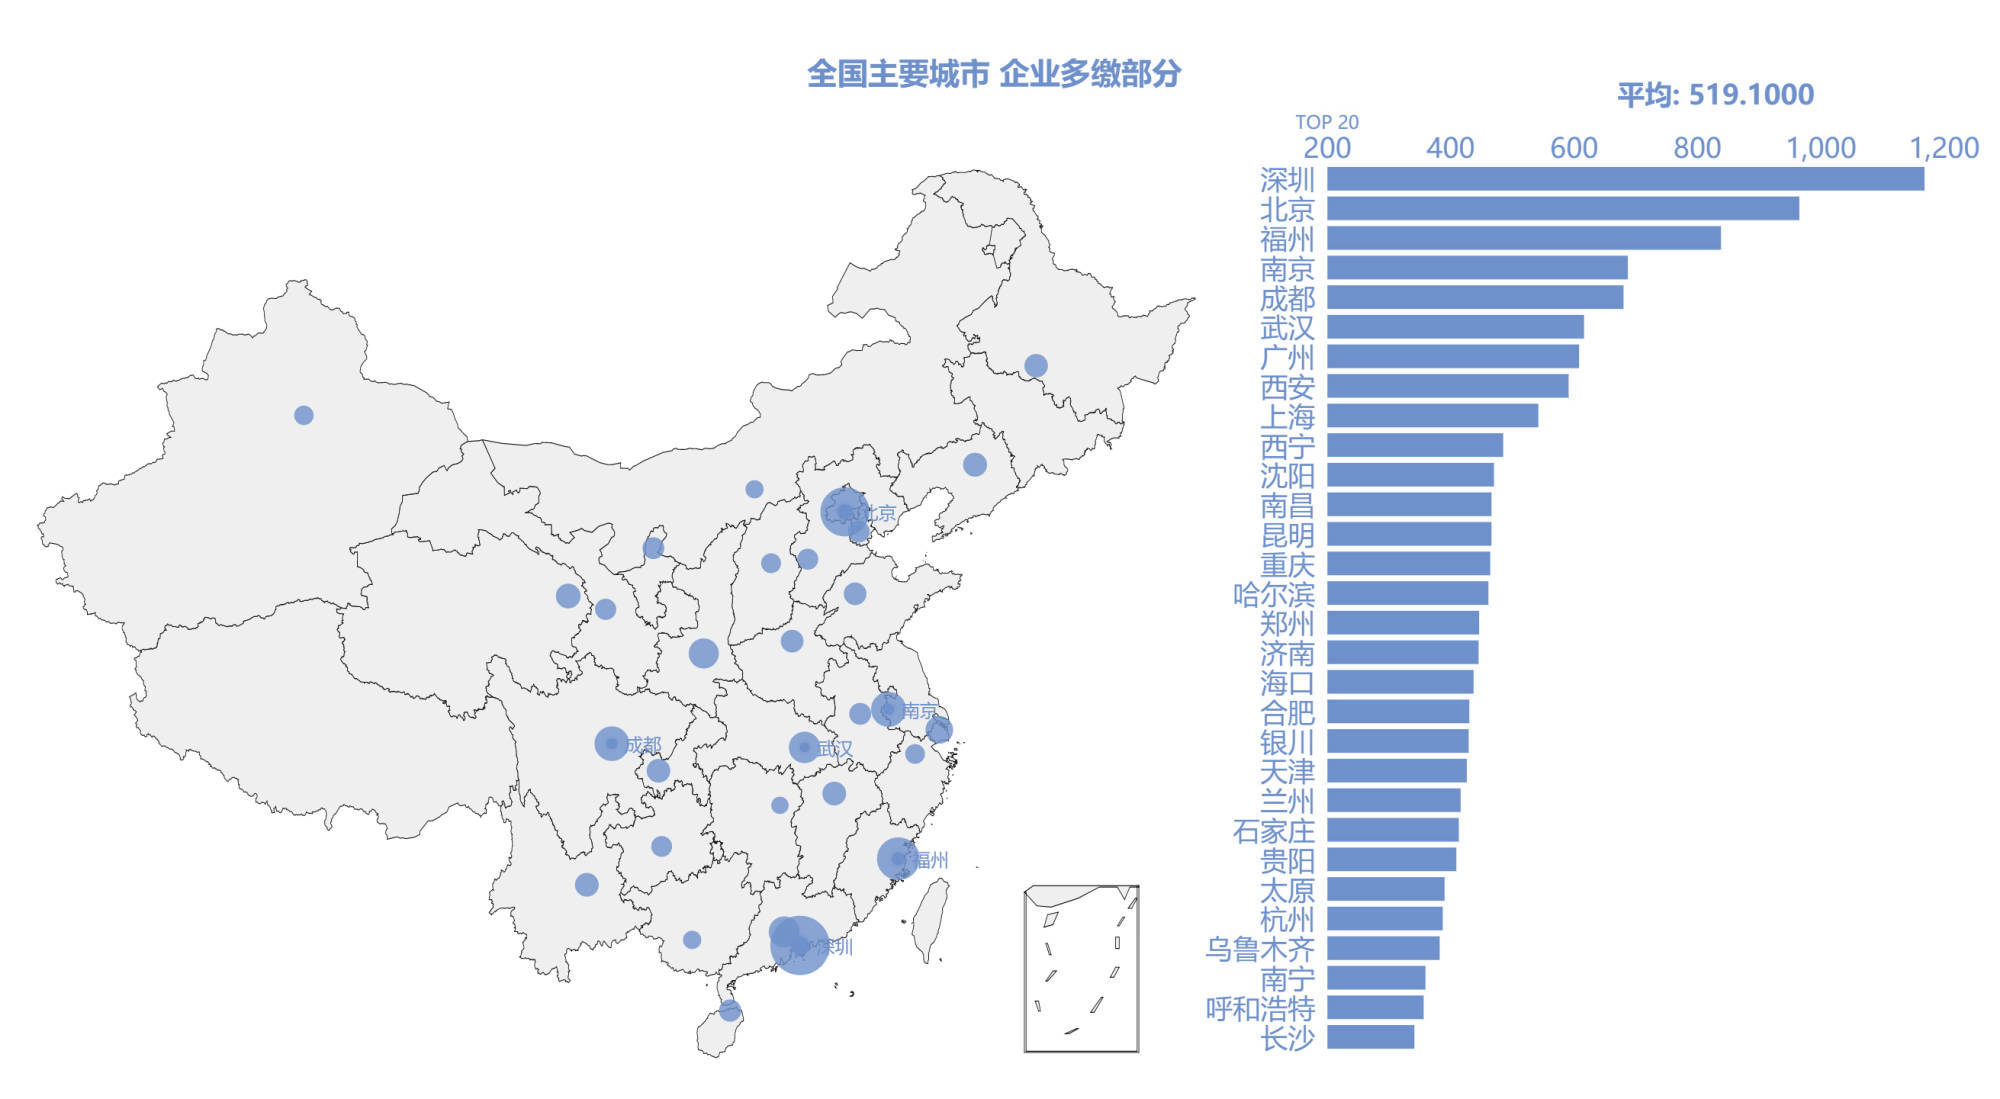 全国主要城市 企业多缴部分
平均: 519.1000
TOP 20
200 400 600 800 1,000 1,200
深圳
北京
福州
南京
成都
武汉
广州
西安
上海
西宁
沈阳
南昌
昆明
重庆
哈尔滨
郑州
济南
海口
合肥
银川
天津
兰州
石家庄
贵阳
太原
杭州
乌鲁木齐
南宁
呼和浩特
长沙
北京
南京
成都
武汉
福州
深圳